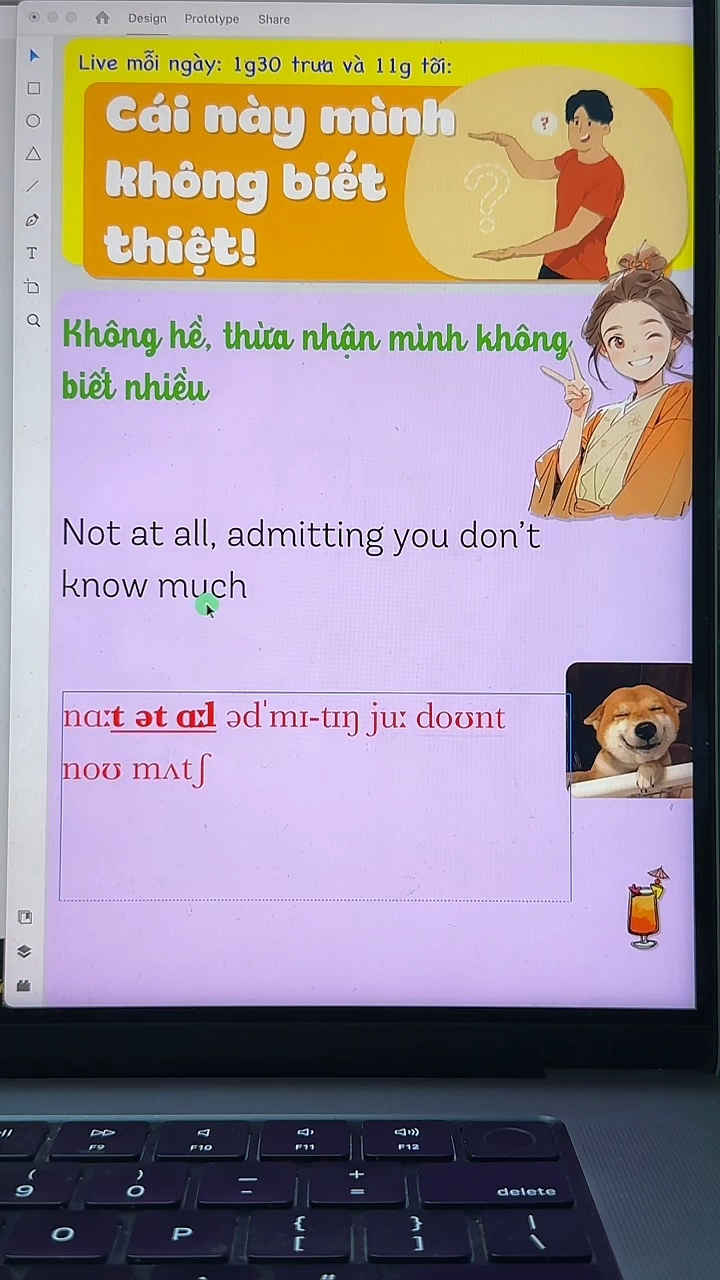 Design Prototype Share
Live mỗi ngày: 1g30 trưa và 11g tối:
Cái này mình
không biết
thiệt!
?
Không hề, thừa nhận mình không
biết nhiều
Not at all, admitting you don't
know much
nɑːt ət ɑːl ədˈmɪ-tɪŋ juː doʊnt
noʊ mʌtʃ
F9 F10 F11 F12
( ) — +
9 0 - = delete
O P { } |
[ ] \
"